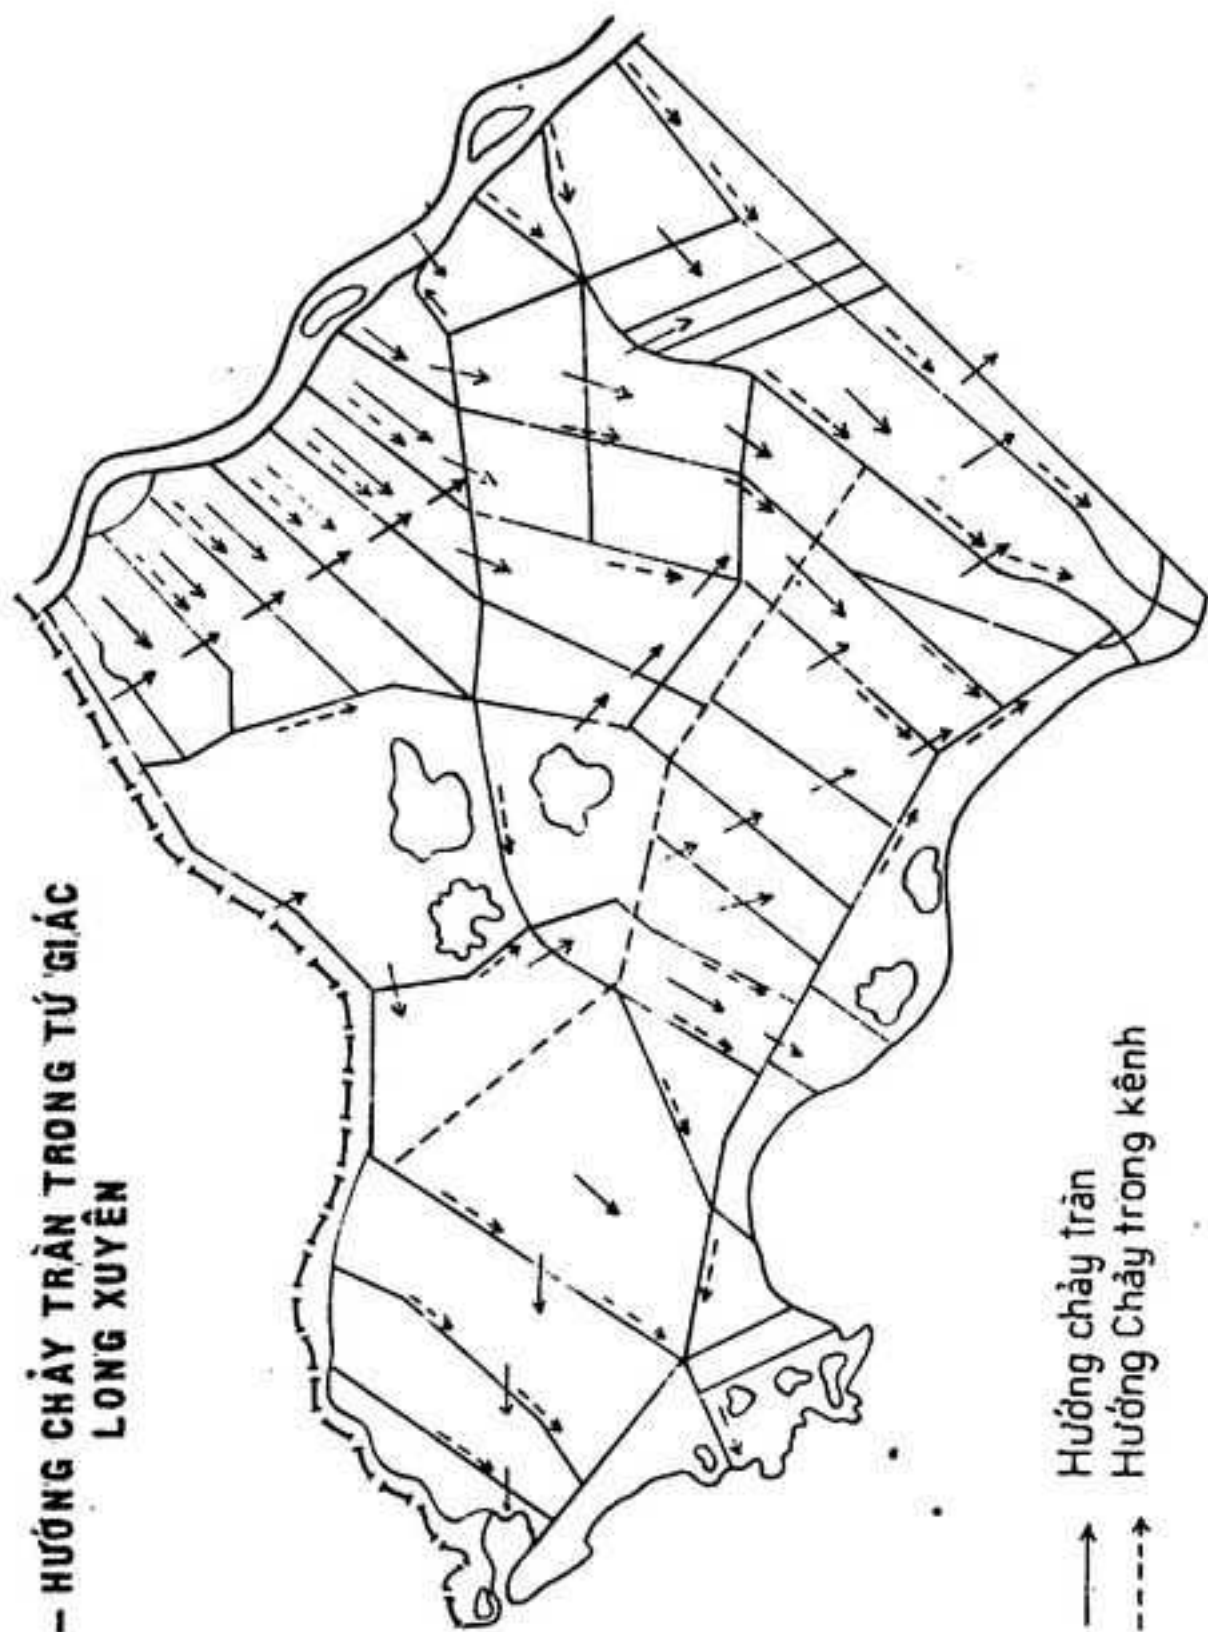 — HƯỚNG CHẢY TRÀN TRONG TỨ GIÁC
LONG XUYÊN
Hướng chảy tràn
Hướng Chảy trong kênh